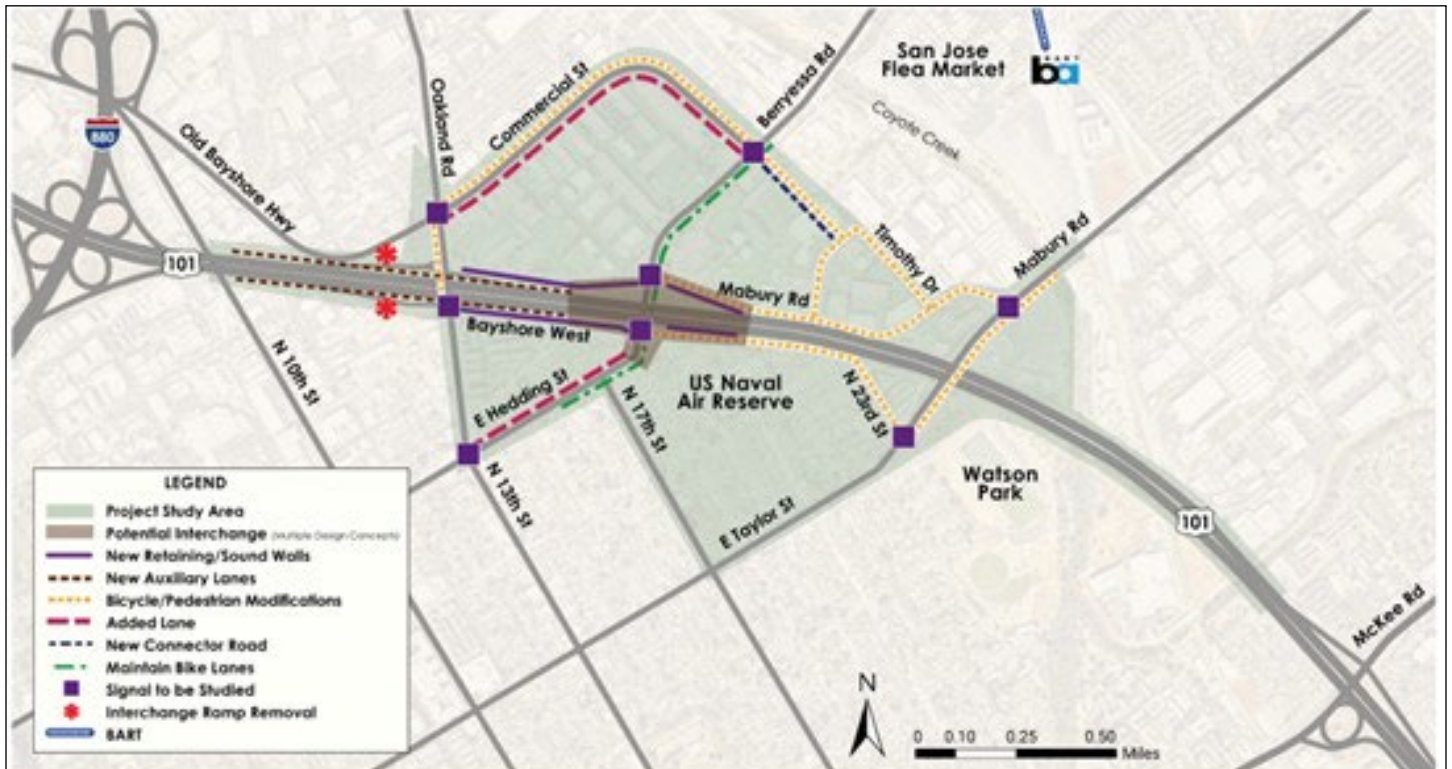 San Jose
Flea Market
BART
ba
Berryessa Rd
Commercial St
Oakland Rd
Coyote Creek
880
Old Bayshore Hwy
Timothy Dr
Mabury Rd
101
Mabury Rd
Bayshore West
N 10th St
E Hedding St
N 17th St
US Naval
Air Reserve
N 23rd St
N 13th St
Watson
Park
E Taylor St
101
McKee Rd
LEGEND
Project Study Area
Potential Interchange (Multiple Design Concepts)
New Retaining/Sound Walls
New Auxiliary Lanes
Bicycle/Pedestrian Modifications
Added Lane
New Connector Road
Maintain Bike Lanes
Signal to be Studied
Interchange Ramp Removal
BART
N
0 0.10 0.25 0.50
Miles